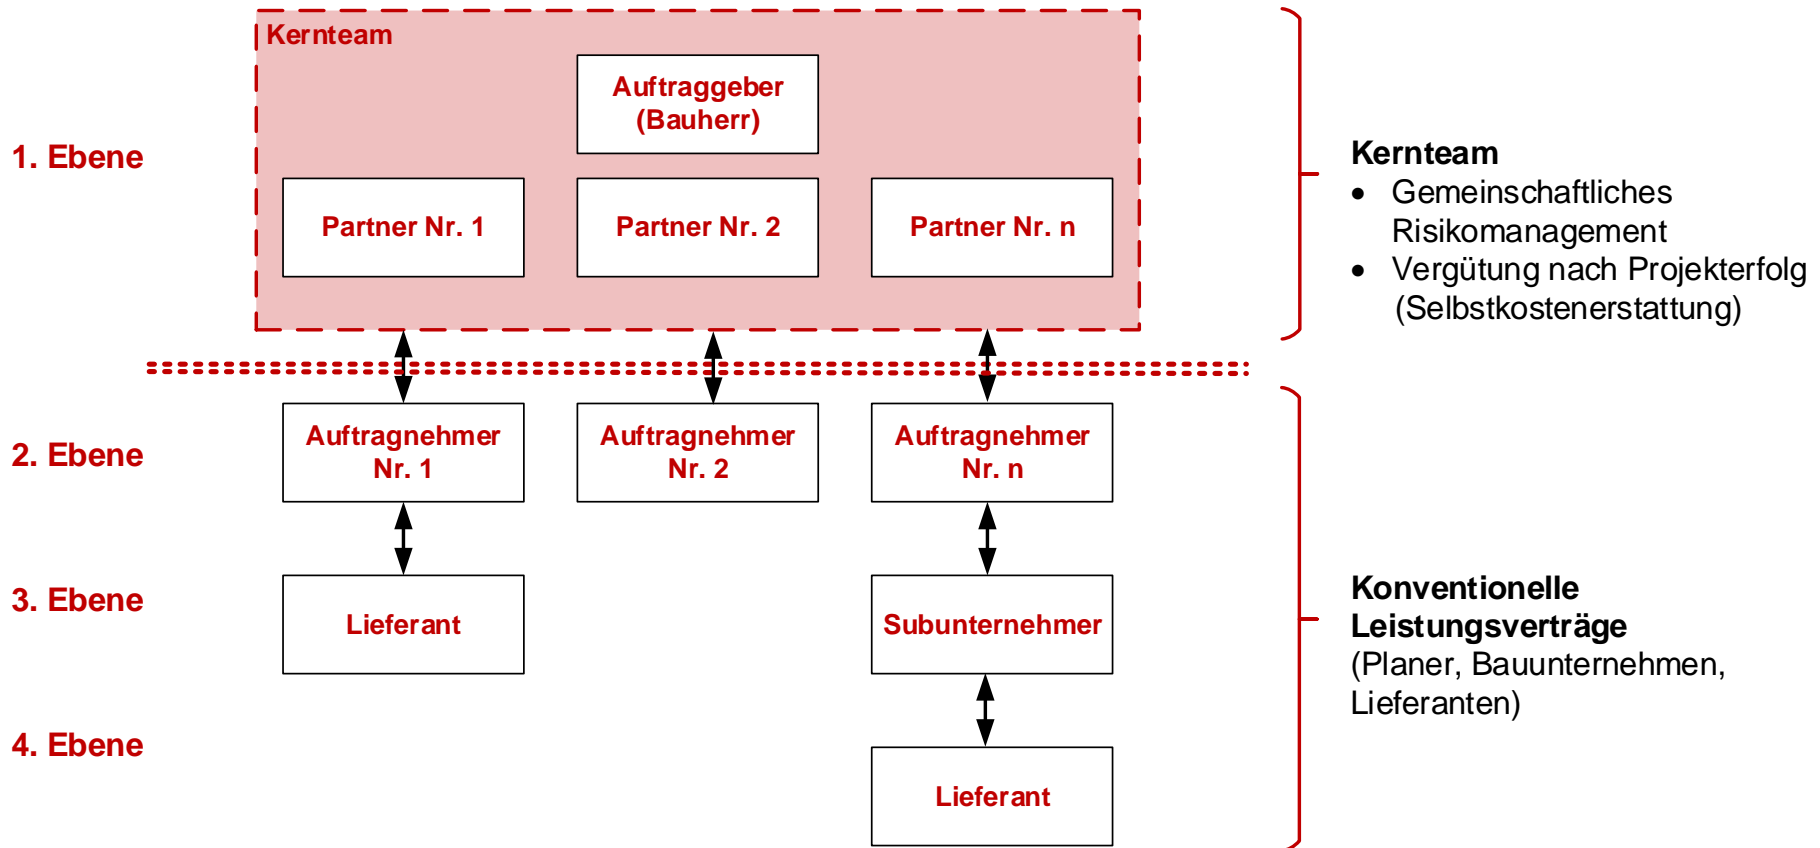 Kernteam
Auftraggeber
(Bauherr)
1. Ebene
Partner Nr. 1
Partner Nr. 2
Partner Nr. n
Kernteam
• Gemeinschaftliches
Risikomanagement
• Vergütung nach Projekterfolg
(Selbstkostenerstattung)
2. Ebene
Auftragnehmer
Nr. 1
Auftragnehmer
Nr. 2
Auftragnehmer
Nr. n
3. Ebene
Lieferant
Subunternehmer
Konventionelle
Leistungsverträge
(Planer, Bauunternehmen,
Lieferanten)
4. Ebene
Lieferant